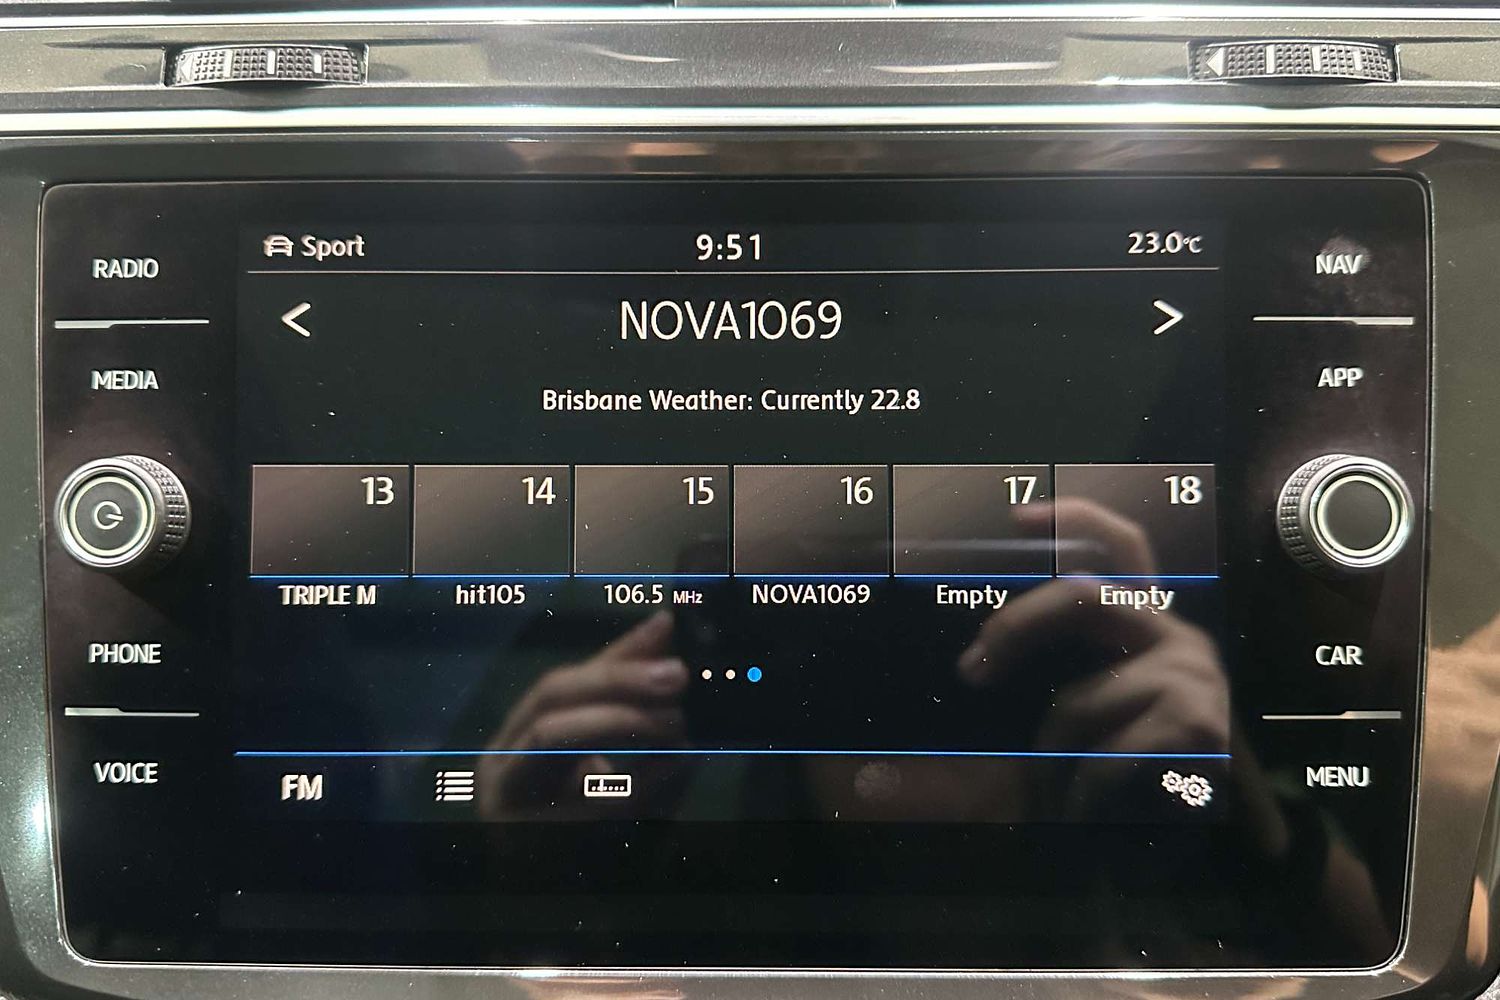 Sport 9:51 23.0°C
RADIO
NAV
< NOVA1069 >
MEDIA
APP
Brisbane Weather: Currently 22.8
13 14 15 16 17 18
TRIPLE M hit105 106.5 MHz NOVA1069 Empty Empty
PHONE
CAR
VOICE
MENU
FM